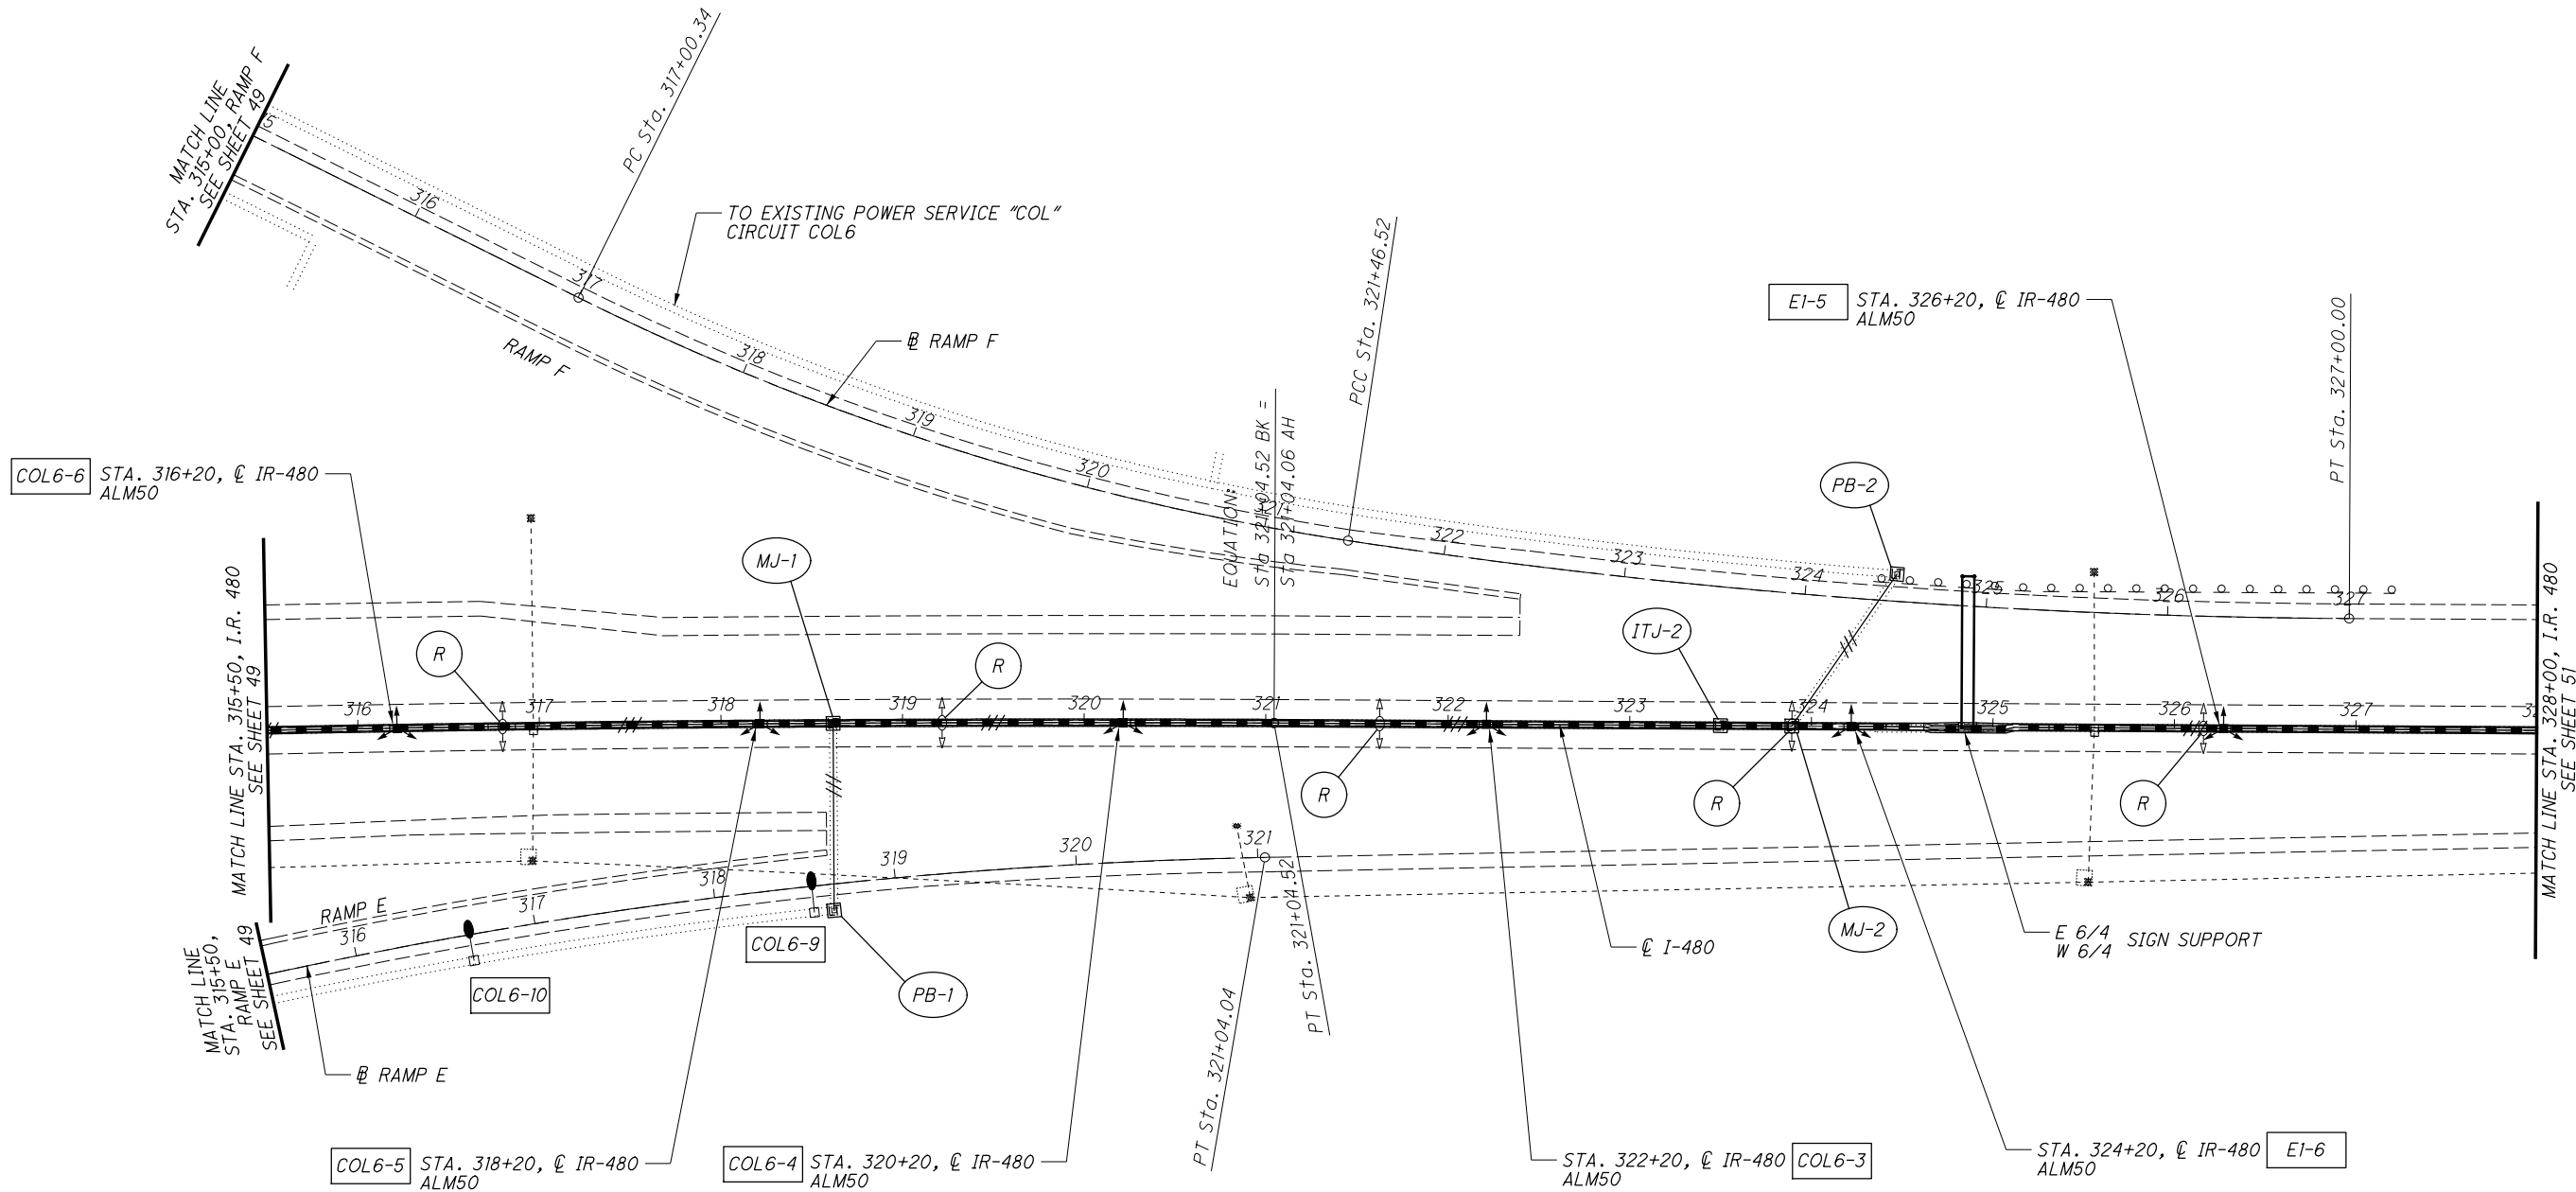 MATCH LINE
STA. 315+00, RAMP F
SEE SHEET 49
PC Sta. 317+00.34
316
317
318
319
320
322
323
324
325
326
327
TO EXISTING POWER SERVICE "COL"
CIRCUIT COL6
RAMP F
℄ RAMP F
PCC Sta. 321+46.52
EQUATION:
Sta 321+04.52 BK =
Sta 321+04.06 AH
E1-5
STA. 326+20, ℄ IR-480
ALM50
PT Sta. 327+00.00
COL6-6
STA. 316+20, ℄ IR-480
ALM50
PB-2
MJ-1
ITJ-2
R
R
MATCH LINE STA. 315+50, I.R. 480
SEE SHEET 49
316
317
318
319
320
321
322
323
324
325
326
327
MATCH LINE STA. 328+00, I.R. 480
SEE SHEET 51
R
R
R
RAMP E
316
317
318
319
320
321
MATCH LINE
STA. 315+50,
RAMP E
SEE SHEET 49
COL6-10
COL6-9
PB-1
PT Sta. 321+04.52
PT Sta. 321+04.04
℄ I-480
MJ-2
E 6/4
W 6/4
SIGN SUPPORT
℄ RAMP E
COL6-5
STA. 318+20, ℄ IR-480
ALM50
COL6-4
STA. 320+20, ℄ IR-480
ALM50
STA. 322+20, ℄ IR-480
ALM50
COL6-3
STA. 324+20, ℄ IR-480
ALM50
E1-6